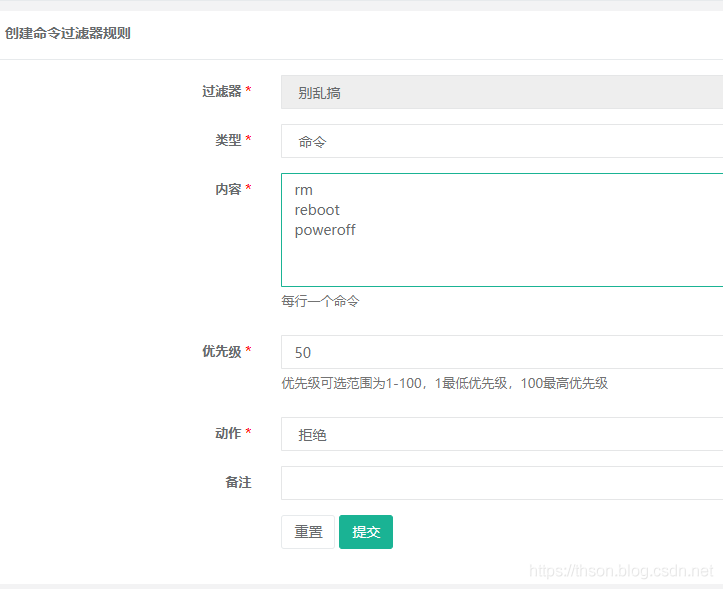 创建命令过滤器规则
过滤器 *
别乱搞
类型 *
命令
内容 *
rm
reboot
poweroff
每行一个命令
优先级 *
50
优先级可选范围为1-100，1最低优先级，100最高优先级
动作 *
拒绝
备注
重置 提交
https://thson.blog.csdn.net